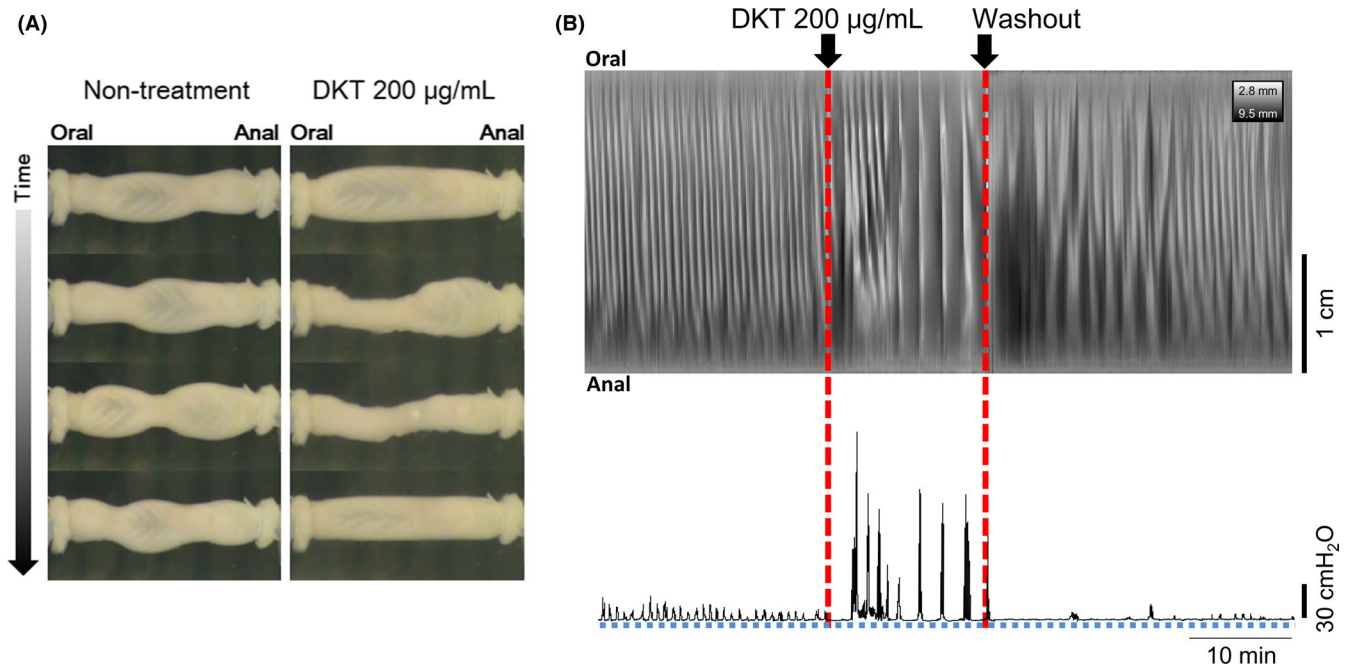 (A)
Non-treatment
DKT 200 µg/mL
Oral
Anal
Oral
Anal
Time
(B)
DKT 200 µg/mL
Washout
Oral
2.8 mm
9.5 mm
1 cm
Anal
30 cmH₂O
10 min